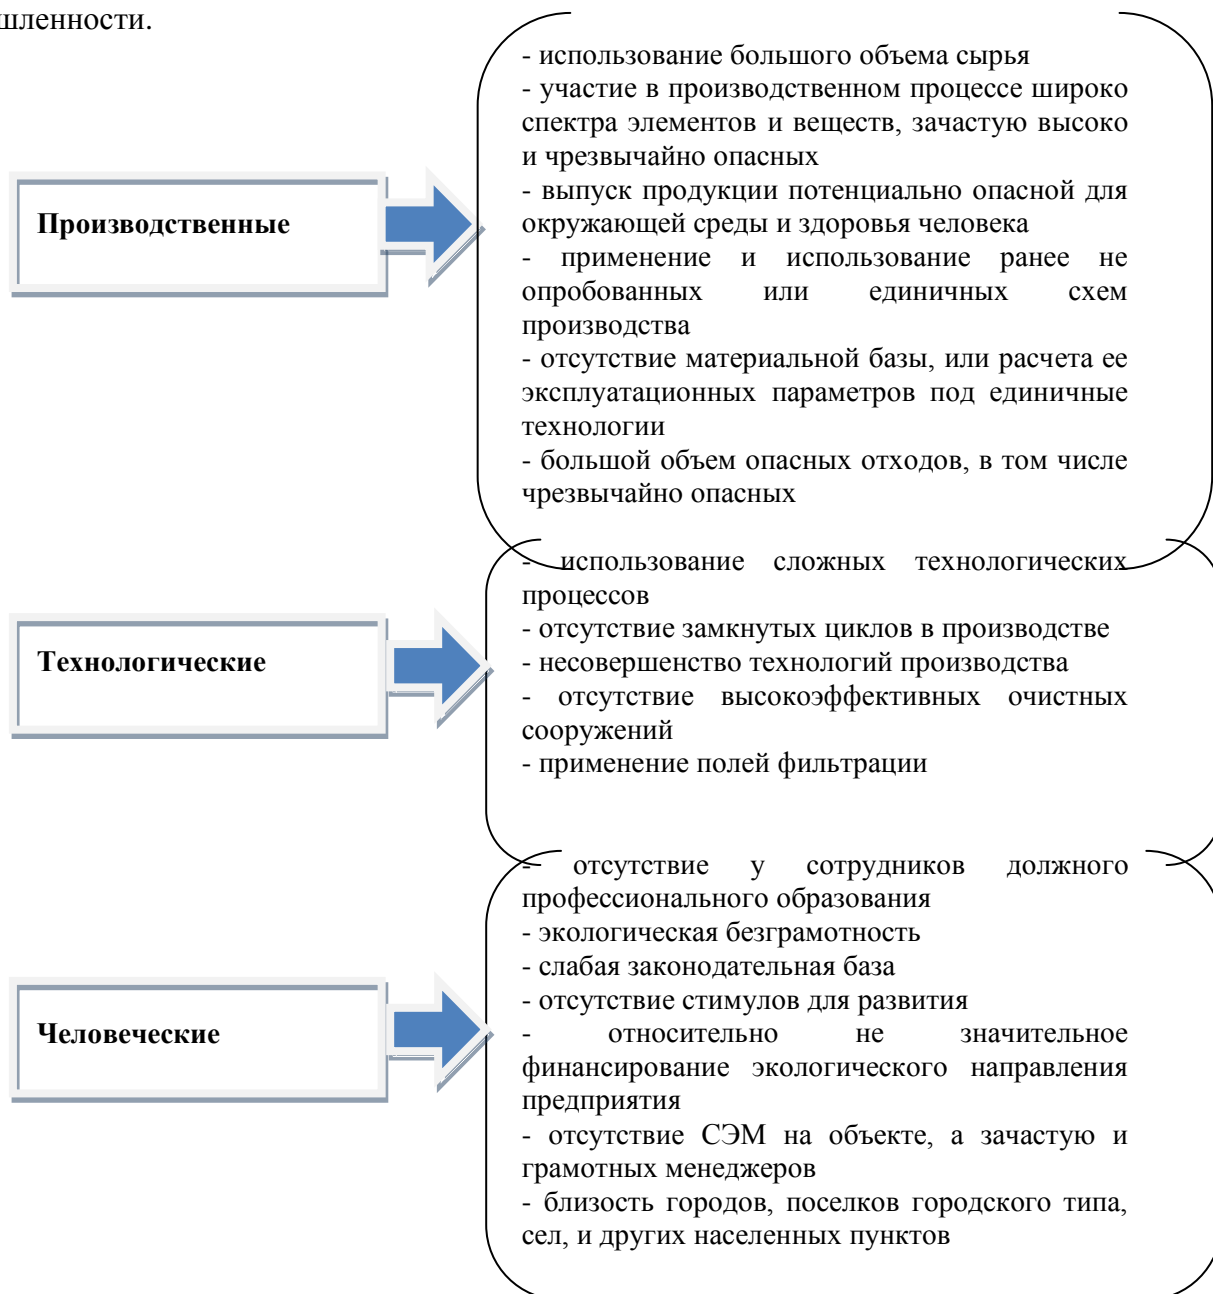 шленности.
- использование большого объема сырья
- участие в производственном процессе широко
спектра элементов и веществ, зачастую высоко
и чрезвычайно опасных
- выпуск продукции потенциально опасной для
окружающей среды и здоровья человека
- применение и использование ранее не
опробованных или единичных схем
производства
- отсутствие материальной базы, или расчета ее
эксплуатационных параметров под единичные
технологии
- большой объем опасных отходов, в том числе
чрезвычайно опасных
Производственные
- использование сложных технологических
процессов
- отсутствие замкнутых циклов в производстве
- несовершенство технологий производства
- отсутствие высокоэффективных очистных
сооружений
- применение полей фильтрации
Технологические
- отсутствие у сотрудников должного
профессионального образования
- экологическая безграмотность
- слабая законодательная база
- отсутствие стимулов для развития
- относительно не значительное
финансирование экологического направления
предприятия
- отсутствие СЭМ на объекте, а зачастую и
грамотных менеджеров
- близость городов, поселков городского типа,
сел, и других населенных пунктов
Человеческие